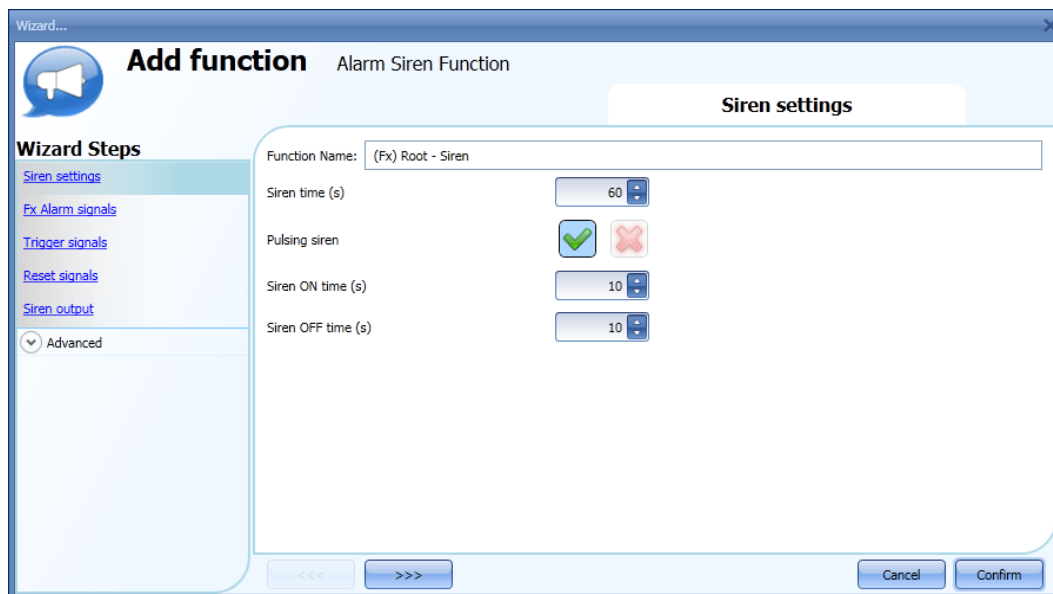 Wizard...
Add function Alarm Siren Function
Siren settings
Wizard Steps
Siren settings
Fx Alarm signals
Trigger signals
Reset signals
Siren output
Advanced
Function Name: (Fx) Root - Siren
Siren time (s) 60
Pulsing siren
Siren ON time (s) 10
Siren OFF time (s) 10
<<< >>> Cancel Confirm